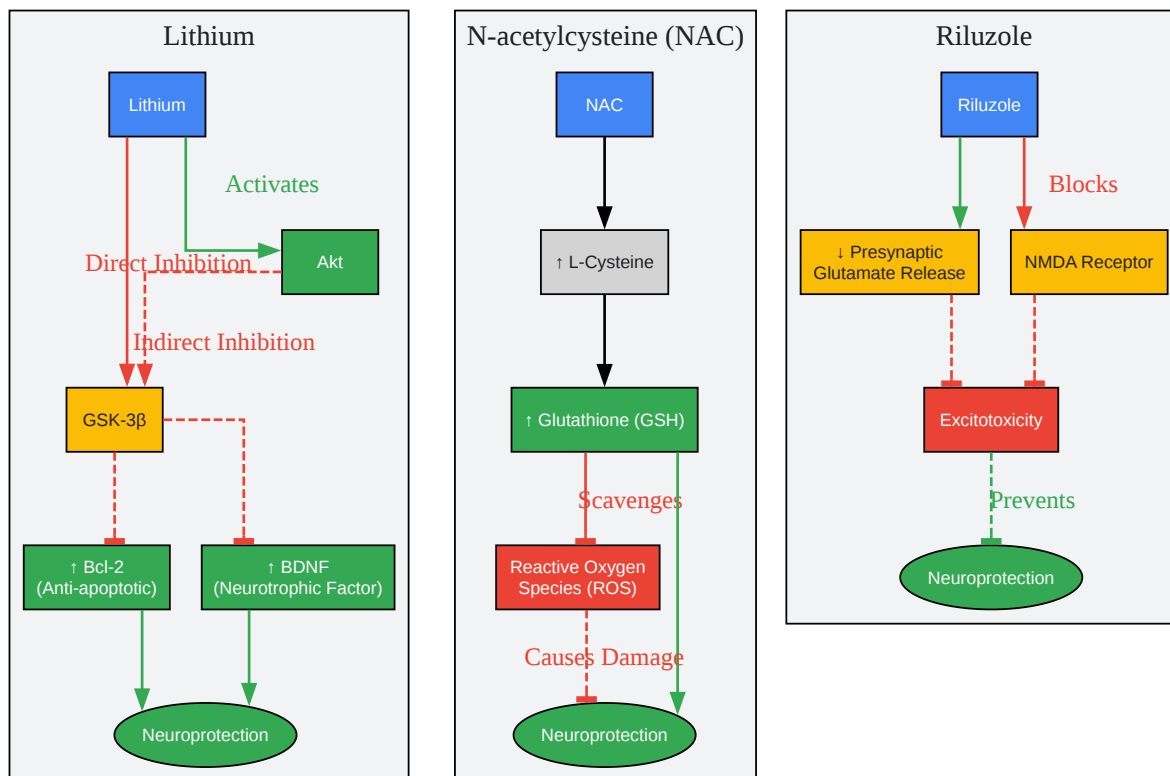 Lithium
Lithium
Activates
Akt
Direct Inhibition
Indirect Inhibition
GSK-3β
↑ Bcl-2
(Anti-apoptotic)
↑ BDNF
(Neurotrophic Factor)
Neuroprotection
N-acetylcysteine (NAC)
NAC
↑ L-Cysteine
↑ Glutathione (GSH)
Scavenges
Reactive Oxygen
Species (ROS)
Causes Damage
Neuroprotection
Riluzole
Riluzole
Blocks
↓ Presynaptic
Glutamate Release
NMDA Receptor
Excitotoxicity
Prevents
Neuroprotection